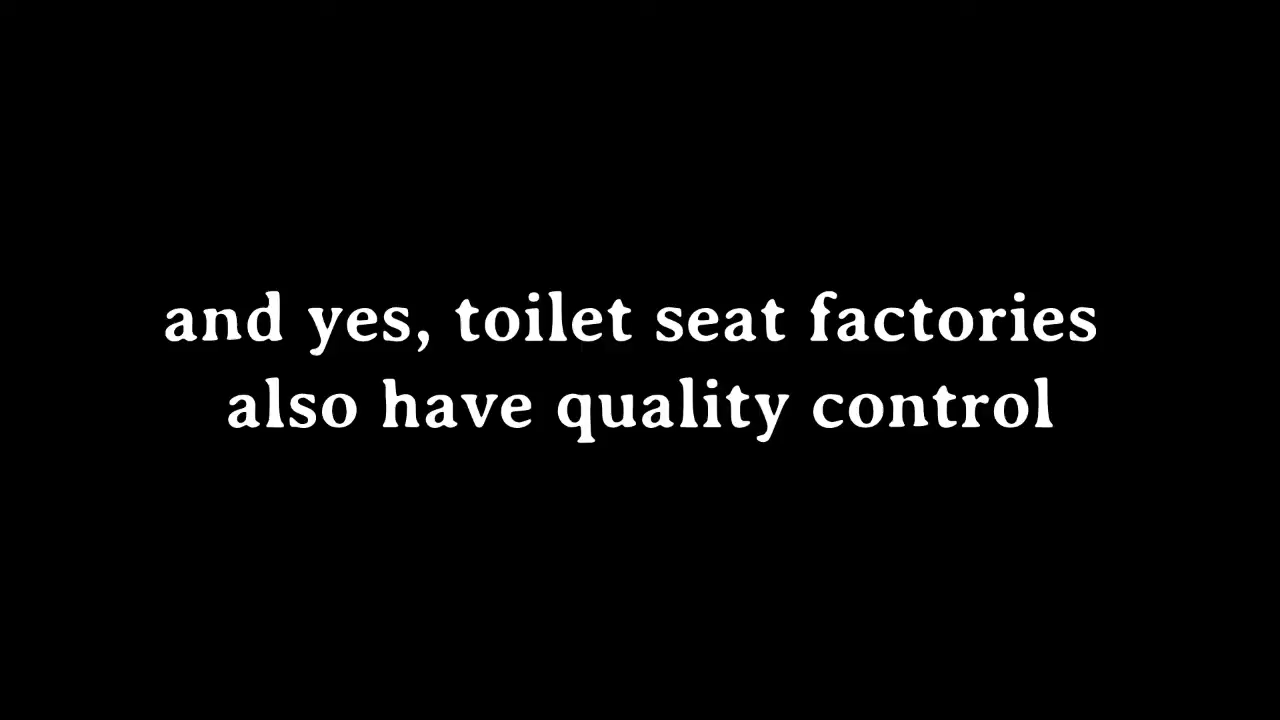 and yes, toilet seat factories
also have quality control